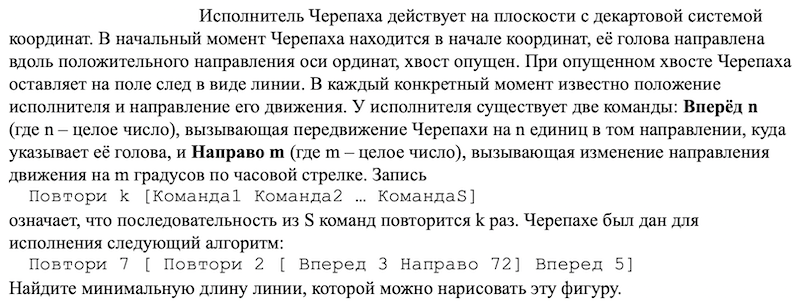 Исполнитель Черепаха действует на плоскости с декартовой системой
координат. В начальный момент Черепаха находится в начале координат, её голова направлена
вдоль положительного направления оси ординат, хвост опущен. При опущенном хвосте Черепаха
оставляет на поле след в виде линии. В каждый конкретный момент известно положение
исполнителя и направление его движения. У исполнителя существует две команды: Вперёд n
(где n – целое число), вызывающая передвижение Черепахи на n единиц в том направлении, куда
указывает её голова, и Направо m (где m – целое число), вызывающая изменение направления
движения на m градусов по часовой стрелке. Запись
Повтори k [Команда1 Команда2 … КомандаS]
означает, что последовательность из S команд повторится k раз. Черепахе был дан для
исполнения следующий алгоритм:
Повтори 7 [ Повтори 2 [ Вперед 3 Направо 72] Вперед 5]
Найдите минимальную длину линии, которой можно нарисовать эту фигуру.